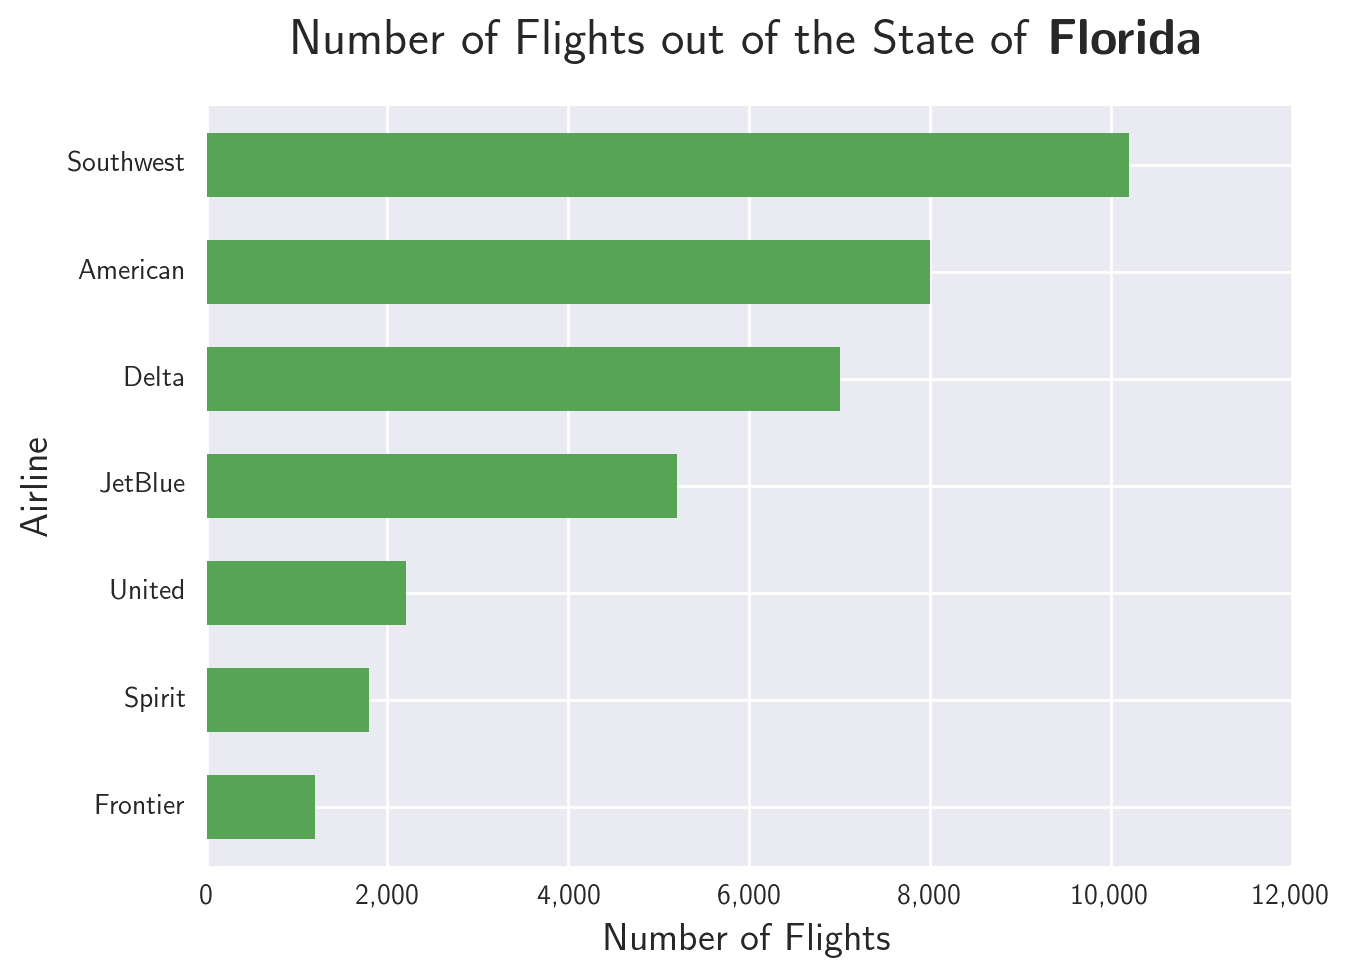 Number of Flights out of the State of Florida
Southwest
American
Delta
JetBlue
United
Spirit
Frontier
Airline
0 2,000 4,000 6,000 8,000 10,000 12,000
Number of Flights